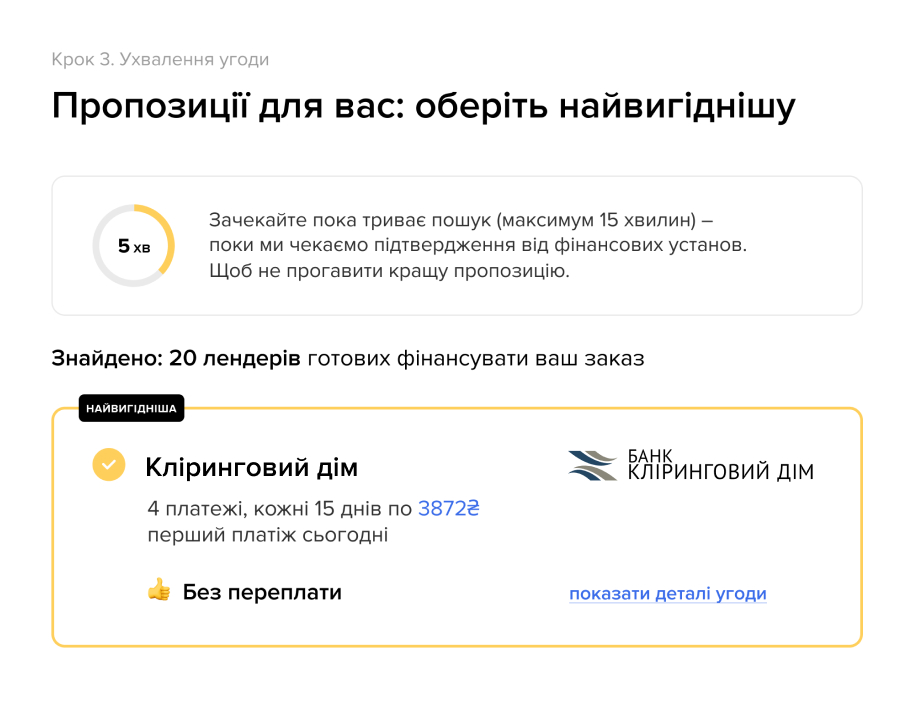 Крок 3. Ухвалення угоди
Пропозиції для вас: оберіть найвигіднішу
5 хв
Зачекайте пока триває пошук (максимум 15 хвилин) –
поки ми чекаємо підтвердження від фінансових установ.
Щоб не прогавити кращу пропозицію.
Знайдено: 20 лендерів готових фінансувати ваш заказ
НАЙВИГІДНІША
Кліринговий дім
БАНК
КЛІРИНГОВИЙ ДІМ
4 платежі, кожні 15 днів по 3872₴
перший платіж сьогодні
👍 Без переплати
показати деталі угоди